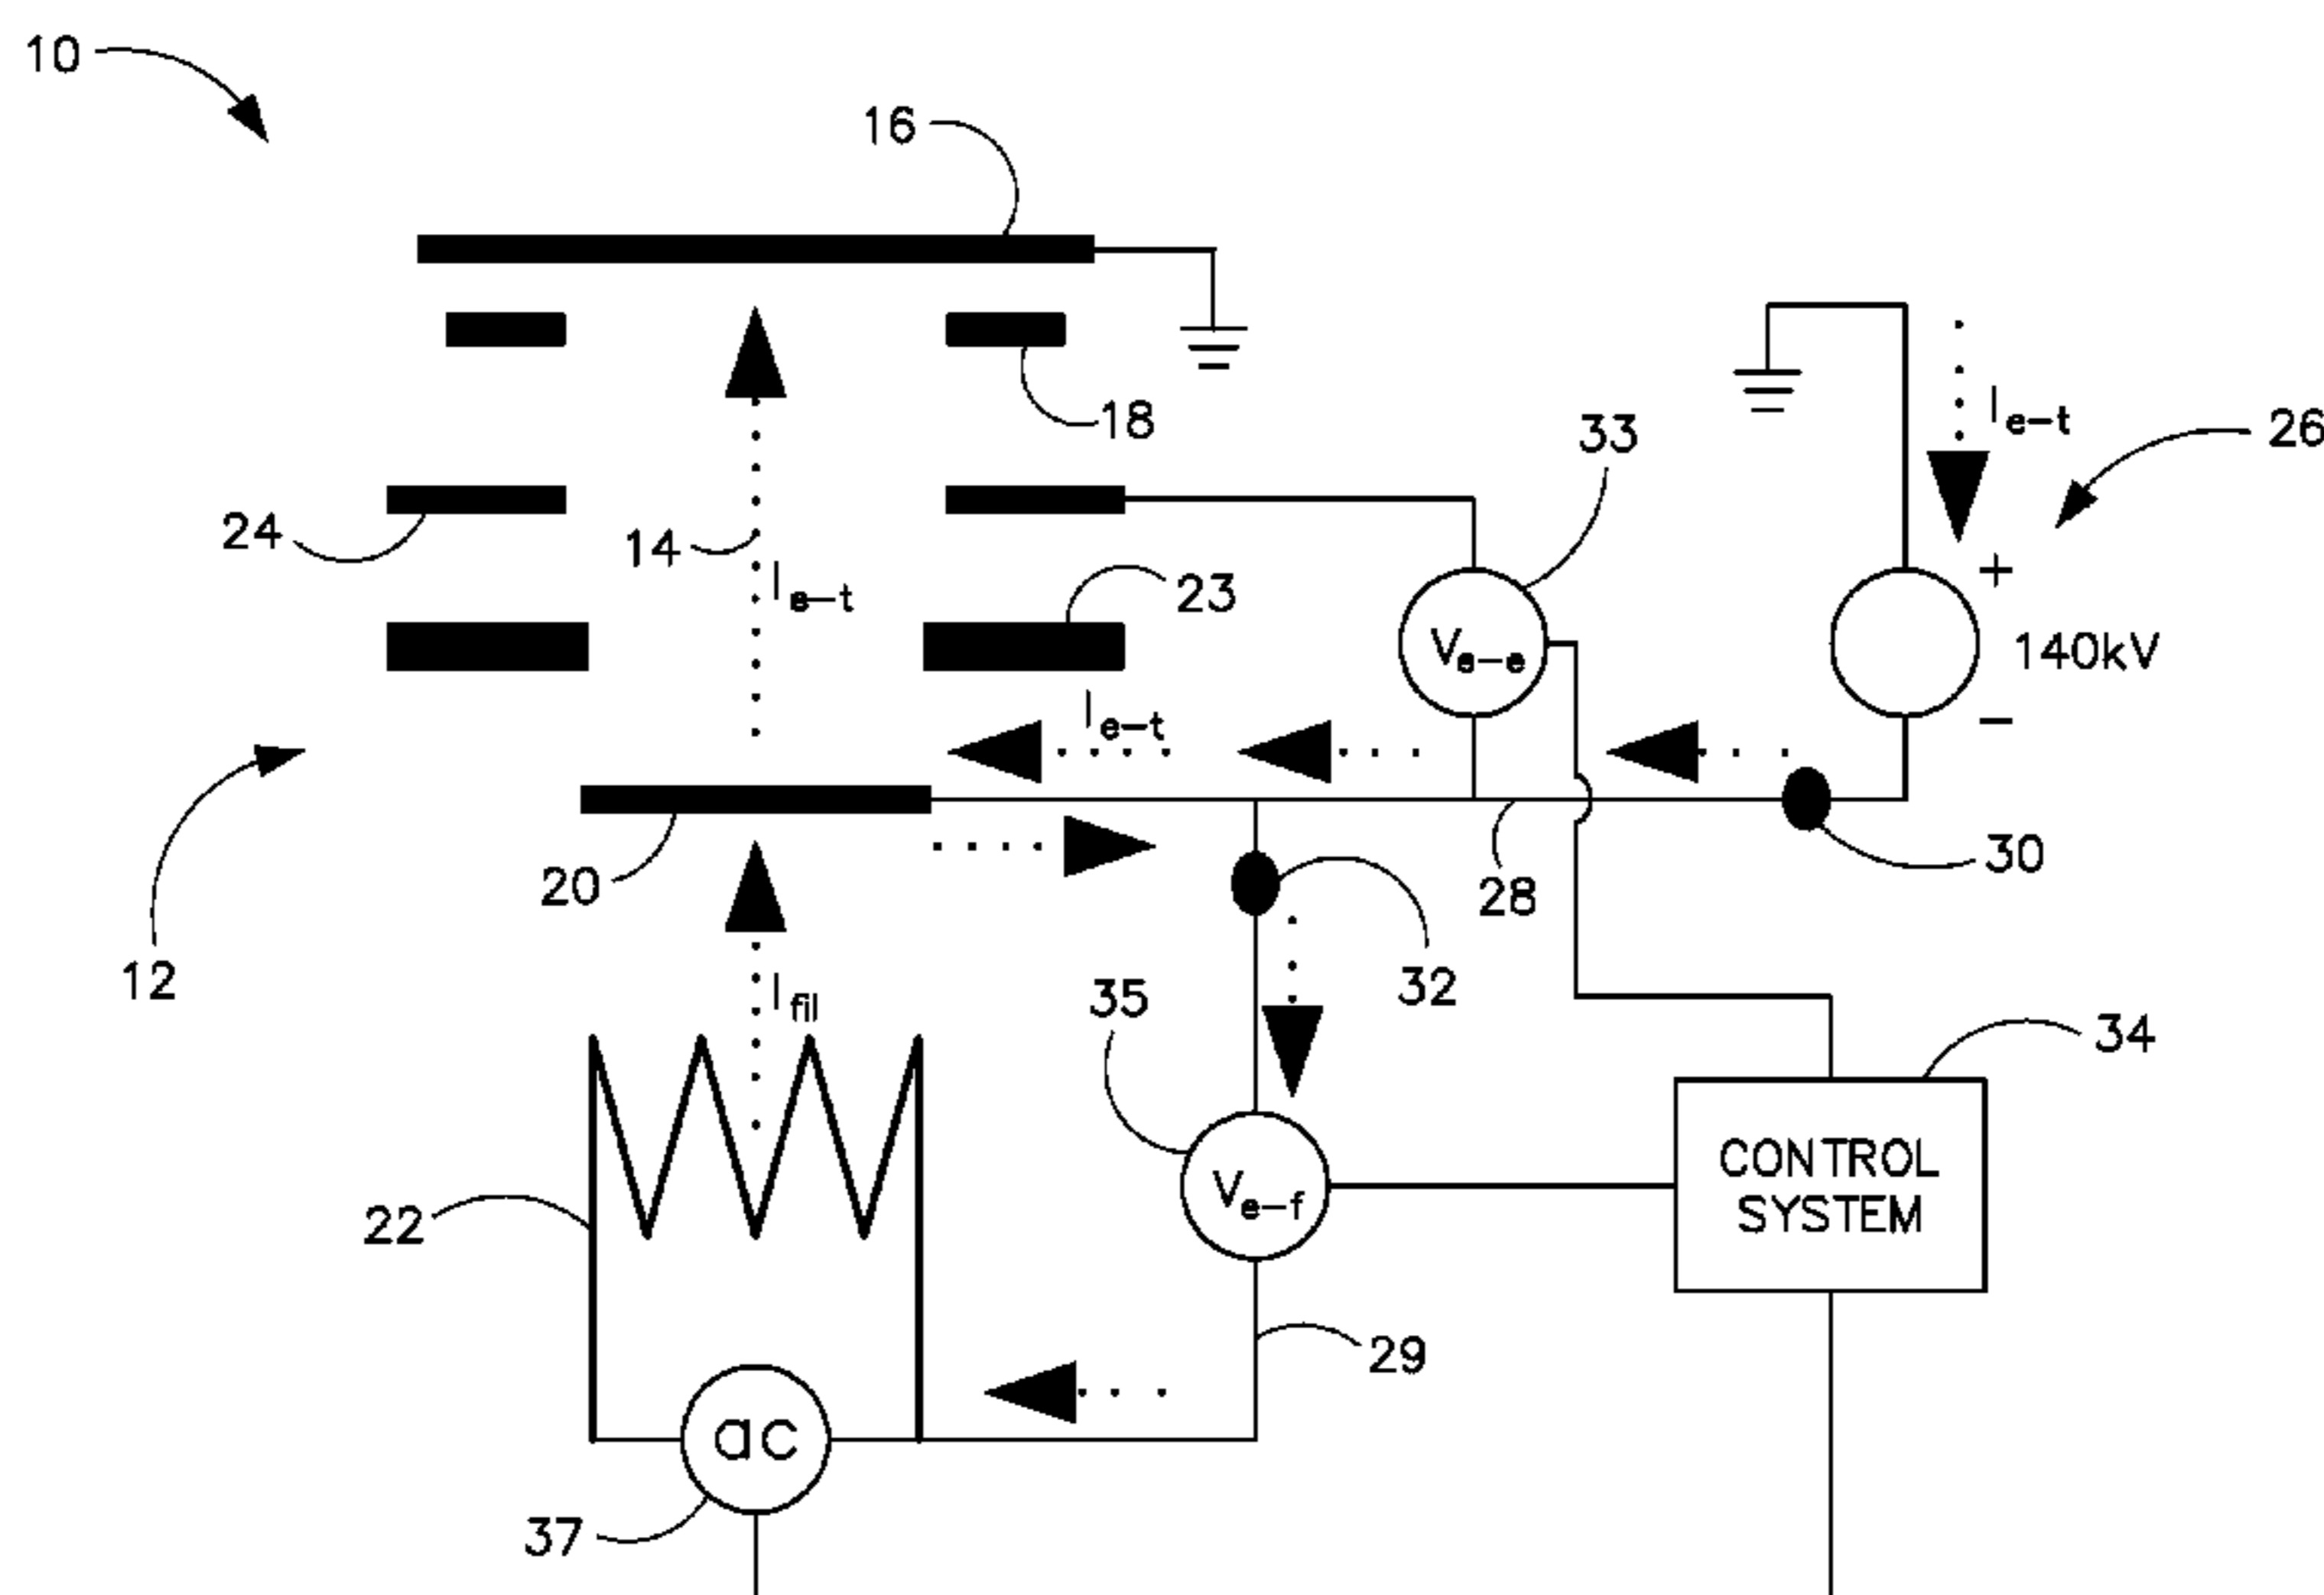 10
16
18
33
I e-t
26
24
14
I e-t
23
+
V e-e
140kV
I e-t
−
12
20
28
30
I fil
35
32
34
22
V e-f
CONTROL
SYSTEM
29
ac
37